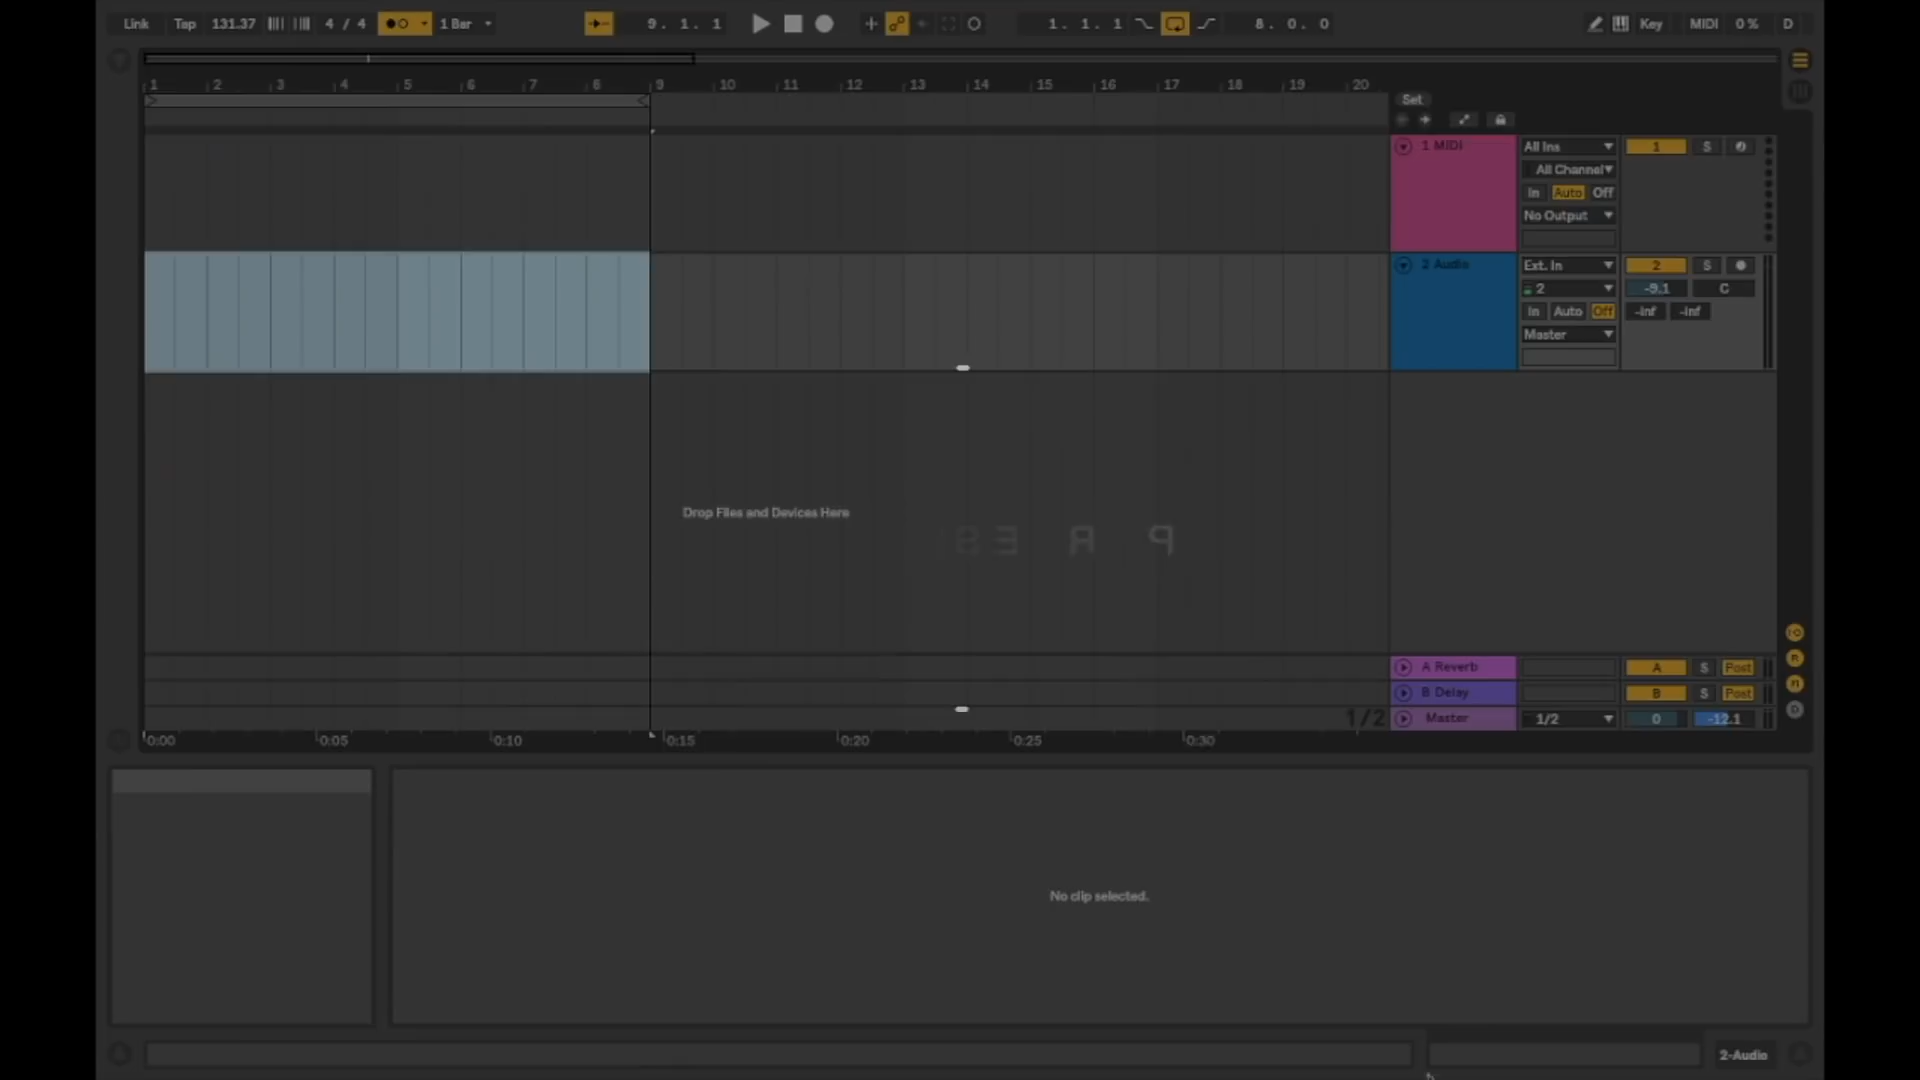 Link Tap 131.37 4 / 4 1 Bar 9. 1. 1 1. 1. 1 8. 0. 0 Key MIDI 0 % D
1 2 3 4 5 6 7 8 9 10 11 12 13 14 15 16 17 18 19 20
Set
1 MIDI All Ins 1 S
All Channel
In Auto Off
No Output
2 Audio Ext. In 2 S
2 -9.1 C
In Auto Off -inf -inf
Master
Drop Files and Devices Here
P R ES
A Reverb A S Post
B Delay B S Post
1/2 Master 1/2 0 -12.1
0:00 0:05 0:10 0:15 0:20 0:25 0:30
No clip selected.
2-Audio